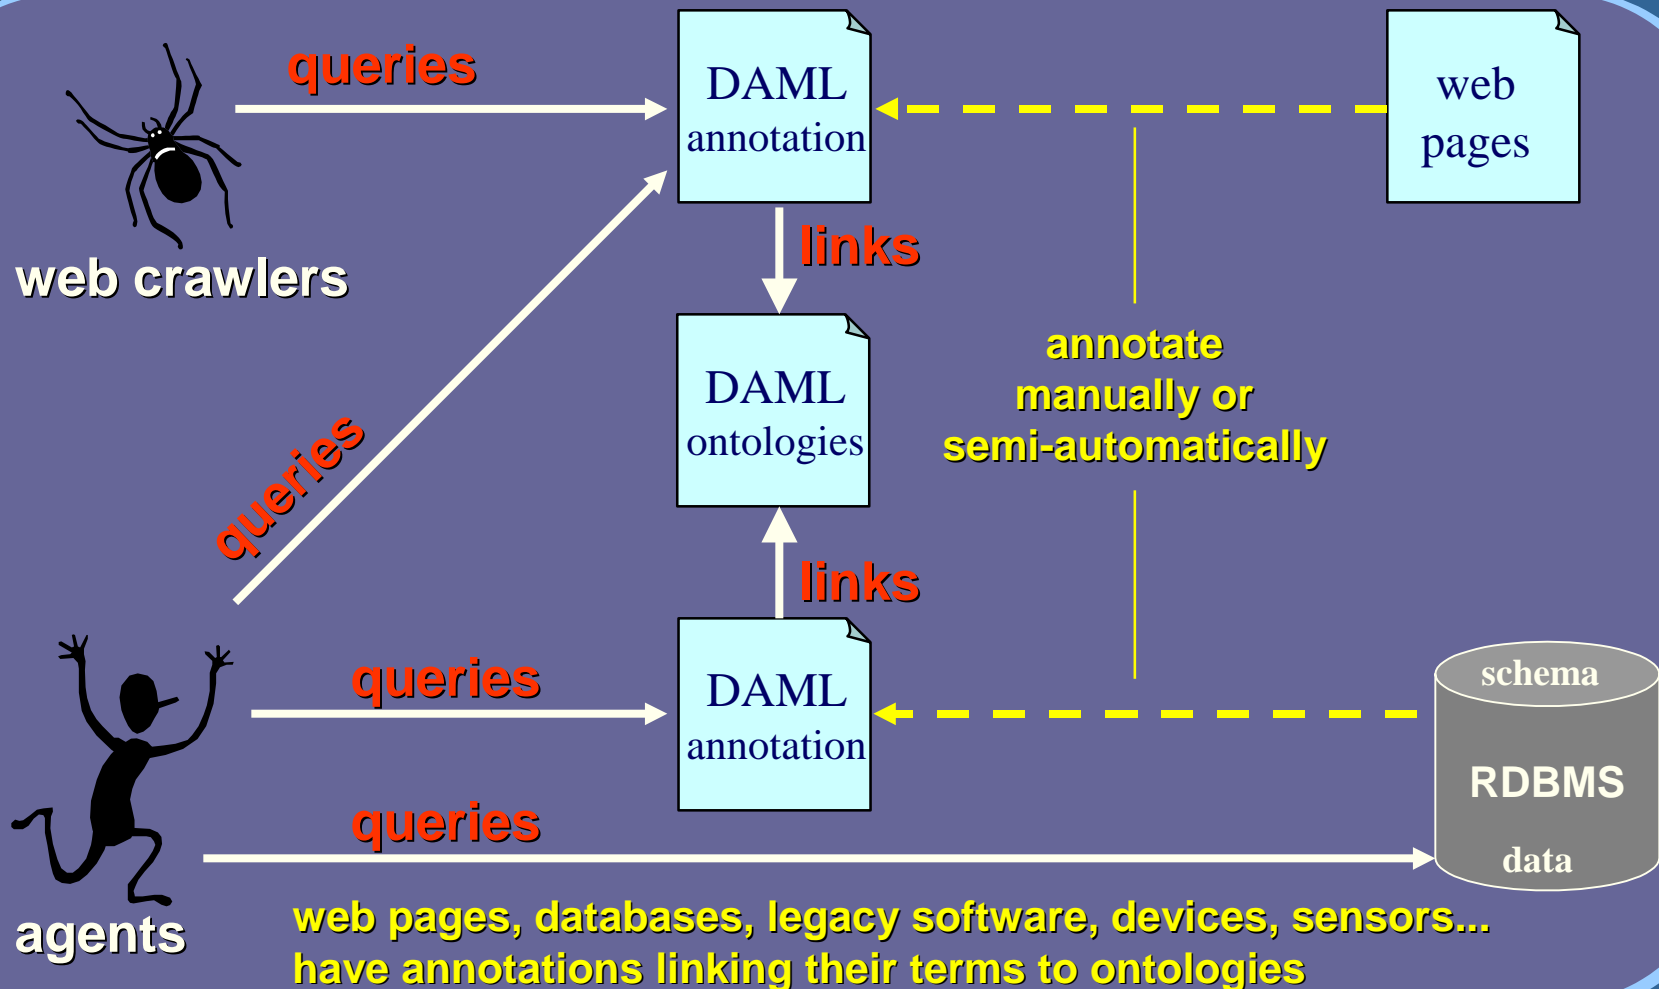 queries
DAML
annotation
web
pages
links
web crawlers
annotate
manually or
semi-automatically
DAML
ontologies
queries
links
queries
DAML
annotation
schema
RDBMS
data
queries
agents
web pages, databases, legacy software, devices, sensors...
have annotations linking their terms to ontologies